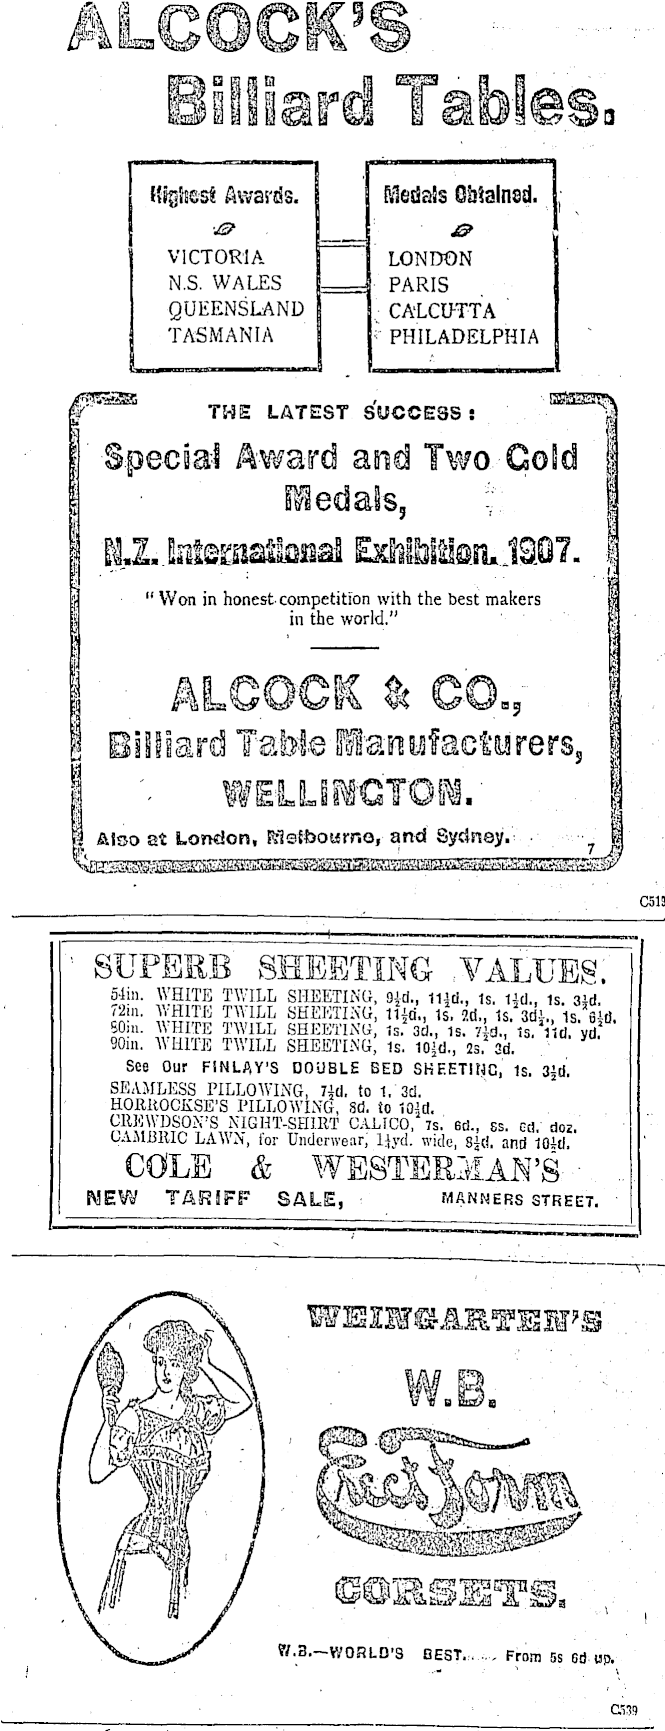 ALCOCK'S
Billiard Tables.
Highest Awards.
VICTORIA
N.S. WALES
QUEENSLAND
TASMANIA
Medals Obtained.
LONDON
PARIS
CALCUTTA
PHILADELPHIA
THE LATEST SUCCESS:
Special Award and Two Gold
Medals,
N.Z. International Exhibition. 1907.
"Won in honest competition with the best makers
in the world."
ALCOCK & CO.,
Billiard Table Manufacturers,
WELLINGTON.
Also at London, Melbourne, and Sydney.
7
C519
SUPERB SHEETING VALUES.
54in. WHITE TWILL SHEETING, 9½d., 11½d., 1s. 1½d., 1s. 3½d.
72in. WHITE TWILL SHEETING, 11½d., 1s. 2d., 1s. 3d½., 1s. 6½d.
80in. WHITE TWILL SHEETING, 1s. 3d., 1s. 7½d., 1s. 11d. yd.
90in. WHITE TWILL SHEETING, 1s. 10½d., 2s. 3d.
See Our FINLAY'S DOUBLE BED SHEETING, 1s. 3½d.
SEAMLESS PILLOWING, 7½d. to 1. 3d.
HORROCKSE'S PILLOWING, 8d. to 10½d.
CREWDSON'S NIGHT-SHIRT CALICO, 7s. 6d., 8s. 6d. doz.
CAMBRIC LAWN, for Underwear, 1¼yd. wide, 8½d. and 10½d.
COLE & WESTERMAN'S
NEW TARIFF SALE, MANNERS STREET.
WEINGARTEN'S
W.B.
Erect Form
CORSETS.
W.B.—WORLD'S BEST...... From 5s 6d up.
C539